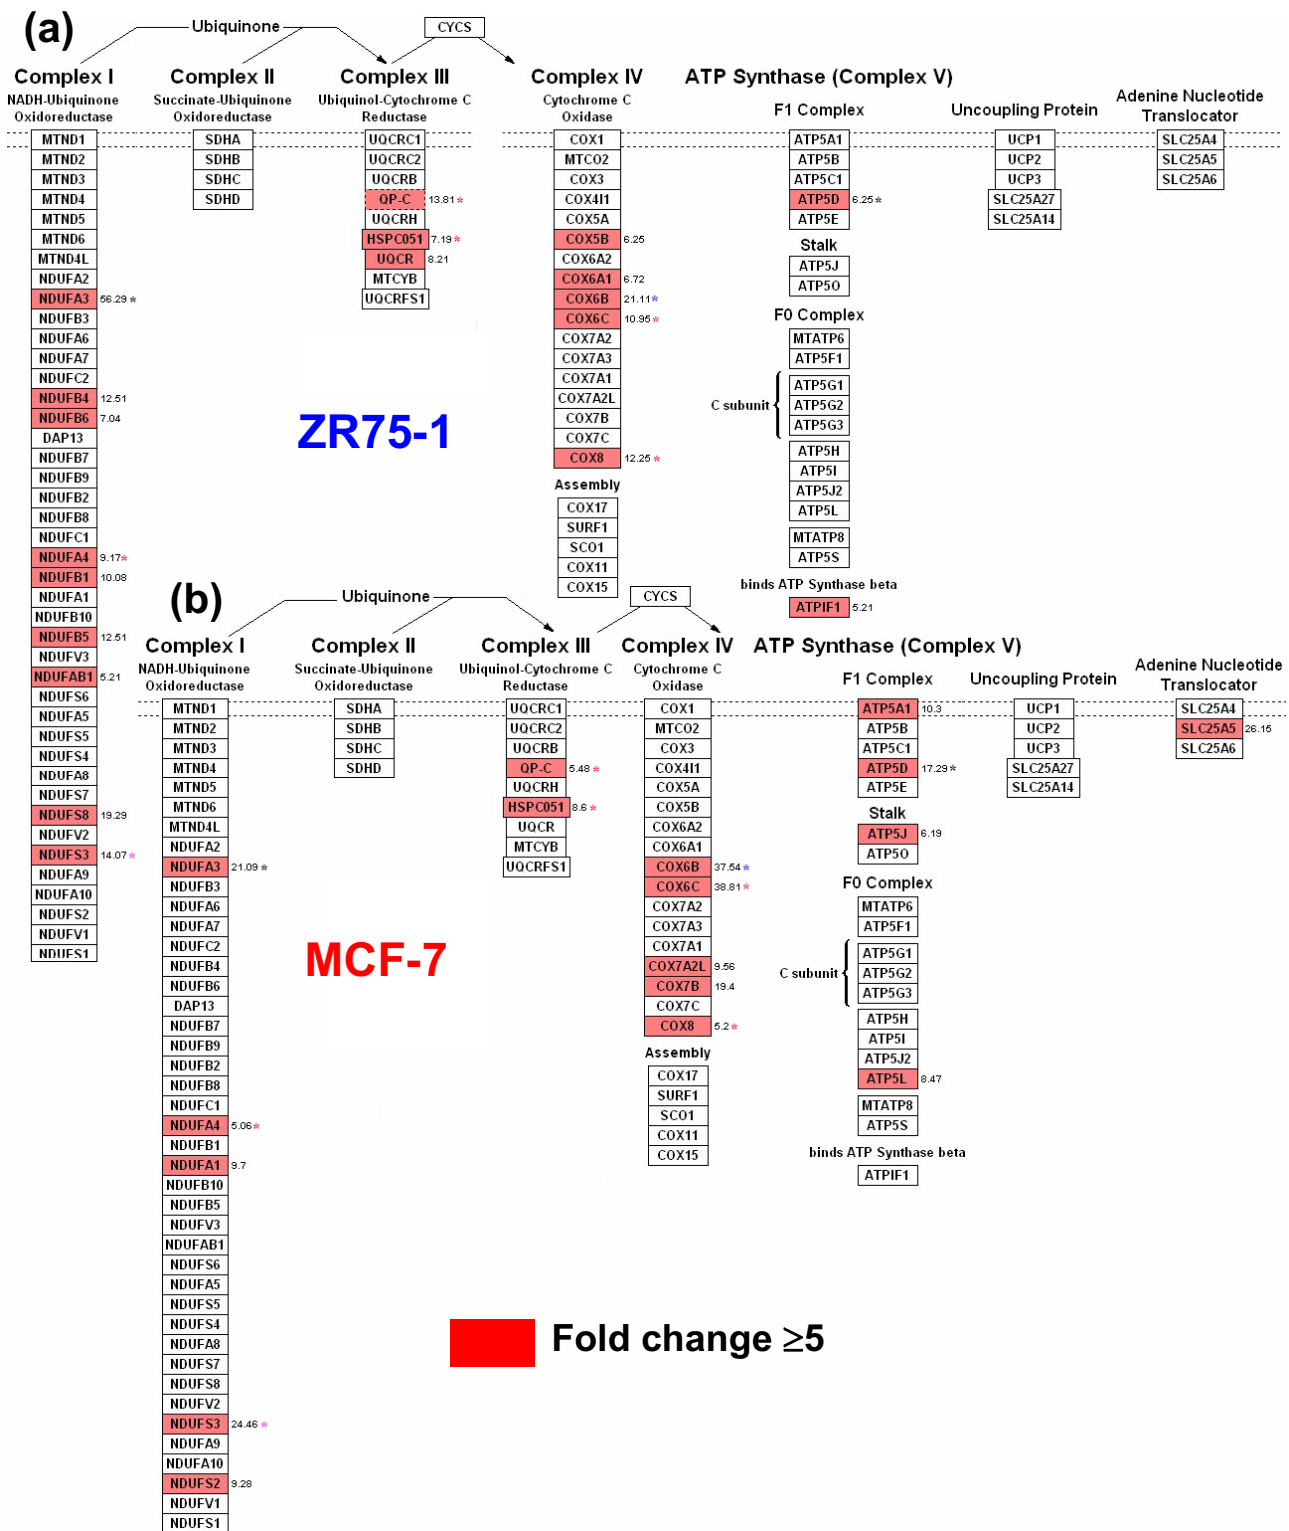 (a)
Ubiquinone
CYCS
Complex I
NADH-Ubiquinone
Oxidoreductase
MTND1
MTND2
MTND3
MTND4
MTND5
MTND6
MTND4L
NDUFA2
NDUFA3 56.29 *
NDUFB3
NDUFA6
NDUFA7
NDUFC2
NDUFB4 12.51
NDUFB6 7.04
DAP13
NDUFB7
NDUFB9
NDUFB2
NDUFB8
NDUFC1
NDUFA4 9.17*
NDUFB1 10.08
NDUFA1
NDUFB10
NDUFB5 12.51
NDUFV3
NDUFAB1 5.21
NDUFS6
NDUFA5
NDUFS5
NDUFS4
NDUFA8
NDUFS7
NDUFS8 19.29
NDUFV2
NDUFS3 14.07*
NDUFA9
NDUFA10
NDUFS2
NDUFV1
NDUFS1
Complex II
Succinate-Ubiquinone
Oxidoreductase
SDHA
SDHB
SDHC
SDHD
Complex III
Ubiquinol-Cytochrome C
Reductase
UQCRC1
UQCRC2
UQCRB
QP-C 13.81*
UQCRH
HSPC051 7.19*
UQCR 8.21
MTCYB
UQCRFS1
Complex IV
Cytochrome C
Oxidase
COX1
MTCO2
COX3
COX4I1
COX5A
COX5B 6.25
COX6A2
COX6A1 6.72
COX6B 21.11*
COX6C 10.95*
COX7A2
COX7A3
COX7A1
COX7A2L
COX7B
COX7C
COX8 12.25*
Assembly
COX17
SURF1
SCO1
COX11
COX15
ATP Synthase (Complex V)
F1 Complex
ATP5A1
ATP5B
ATP5C1
ATP5D 6.25*
ATP5E
Stalk
ATP5J
ATP5O
F0 Complex
MTATP6
ATP5F1
C subunit
ATP5G1
ATP5G2
ATP5G3
ATP5H
ATP5I
ATP5J2
ATP5L
MTATP8
ATP5S
binds ATP Synthase beta
ATPIF1 5.21
Uncoupling Protein
UCP1
UCP2
UCP3
SLC25A27
SLC25A14
Adenine Nucleotide
Translocator
SLC25A4
SLC25A5
SLC25A6
ZR75-1
(b)
Ubiquinone
CYCS
Complex I
NADH-Ubiquinone
Oxidoreductase
MTND1
MTND2
MTND3
MTND4
MTND5
MTND6
MTND4L
NDUFA2
NDUFA3 21.09 *
NDUFB3
NDUFA6
NDUFA7
NDUFC2
NDUFB4
NDUFB6
DAP13
NDUFB7
NDUFB9
NDUFB2
NDUFB8
NDUFC1
NDUFA4 5.06*
NDUFB1
NDUFA1 9.7
NDUFB10
NDUFB5
NDUFV3
NDUFAB1
NDUFS6
NDUFA5
NDUFS5
NDUFS4
NDUFA8
NDUFS7
NDUFS8
NDUFV2
NDUFS3 24.46 *
NDUFA9
NDUFA10
NDUFS2 9.28
NDUFV1
NDUFS1
Complex II
Succinate-Ubiquinone
Oxidoreductase
SDHA
SDHB
SDHC
SDHD
Complex III
Ubiquinol-Cytochrome C
Reductase
UQCRC1
UQCRC2
UQCRB
QP-C 5.48 *
UQCRH
HSPC051 8.6 *
UQCR
MTCYB
UQCRFS1
Complex IV
Cytochrome C
Oxidase
COX1
MTCO2
COX3
COX4I1
COX5A
COX5B
COX6A2
COX6A1
COX6B 37.54 *
COX6C 38.81 *
COX7A2
COX7A3
COX7A1
COX7A2L 9.56
COX7B 19.4
COX7C
COX8 5.2 *
Assembly
COX17
SURF1
SCO1
COX11
COX15
ATP Synthase (Complex V)
F1 Complex
ATP5A1 10.3
ATP5B
ATP5C1
ATP5D 17.29 *
ATP5E
Stalk
ATP5J 6.19
ATP5O
F0 Complex
MTATP6
ATP5F1
C subunit
ATP5G1
ATP5G2
ATP5G3
ATP5H
ATP5I
ATP5J2
ATP5L 8.47
MTATP8
ATP5S
binds ATP Synthase beta
ATPIF1
Uncoupling Protein
UCP1
UCP2
UCP3
SLC25A27
SLC25A14
Adenine Nucleotide
Translocator
SLC25A4
SLC25A5 26.15
SLC25A6
MCF-7
Fold change ≥5